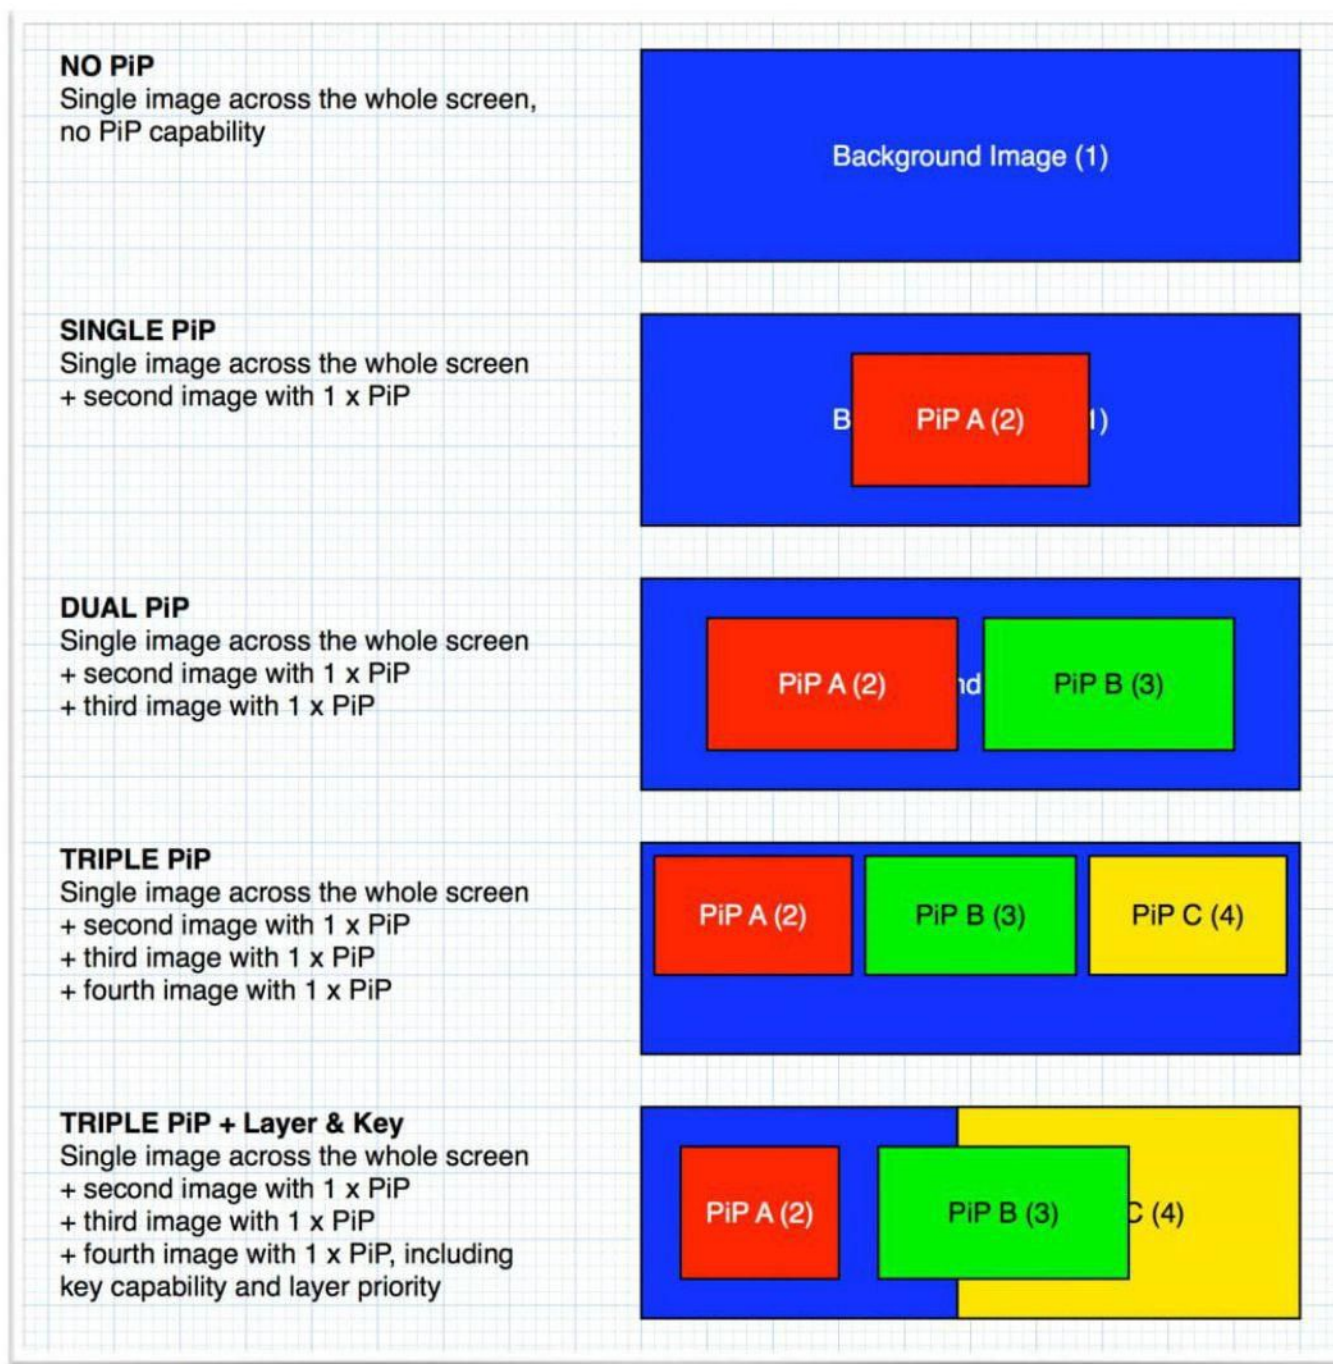 NO PiP
Single image across the whole screen,
no PiP capability
Background Image (1)
SINGLE PiP
Single image across the whole screen
+ second image with 1 x PiP
B
PiP A (2)
1)
DUAL PiP
Single image across the whole screen
+ second image with 1 x PiP
+ third image with 1 x PiP
PiP A (2)
nd
PiP B (3)
TRIPLE PiP
Single image across the whole screen
+ second image with 1 x PiP
+ third image with 1 x PiP
+ fourth image with 1 x PiP
PiP A (2)
PiP B (3)
PiP C (4)
TRIPLE PiP + Layer & Key
Single image across the whole screen
+ second image with 1 x PiP
+ third image with 1 x PiP
+ fourth image with 1 x PiP, including
key capability and layer priority
PiP A (2)
PiP B (3)
C (4)